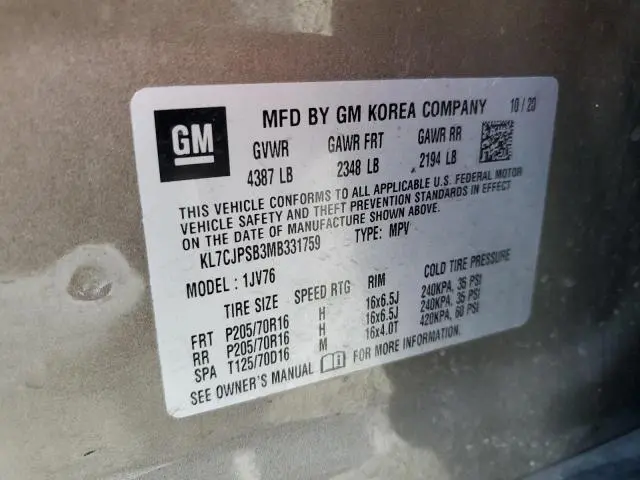 GM
MFD BY GM KOREA COMPANY 10/20
GVWR GAWR FRT GAWR RR
4387 LB 2348 LB 2194 LB
THIS VEHICLE CONFORMS TO ALL APPLICABLE U.S. FEDERAL MOTOR
VEHICLE SAFETY AND THEFT PREVENTION STANDARDS IN EFFECT
ON THE DATE OF MANUFACTURE SHOWN ABOVE.
KL7CJPSB3MB331759 TYPE: MPV
MODEL: 1JV76
TIRE SIZE SPEED RTG RIM COLD TIRE PRESSURE
FRT P205/70R16 H 16x6.5J 240KPA, 35 PSI
RR P205/70R16 H 16x6.5J 240KPA, 35 PSI
SPA T125/70D16 M 16x4.0T 420KPA, 60 PSI
SEE OWNER'S MANUAL FOR MORE INFORMATION.